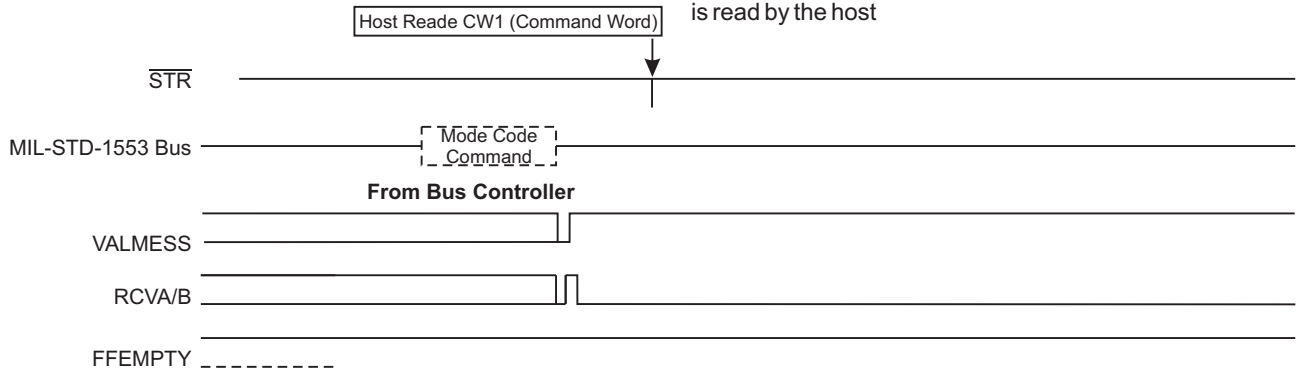 is read by the host
Host Reade CW1 (Command Word)
STR
MIL-STD-1553 Bus
Mode Code
Command
From Bus Controller
VALMESS
RCVA/B
FFEMPTY